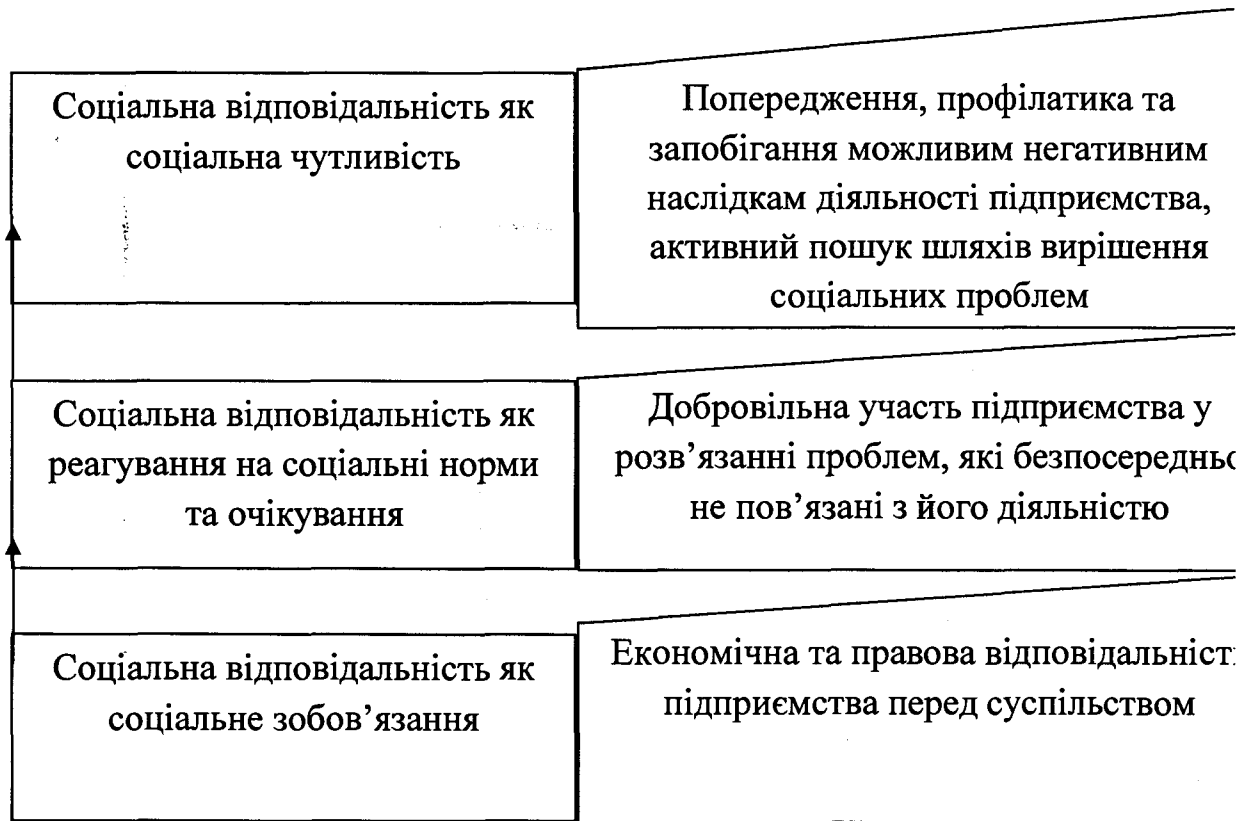 Соціальна відповідальність як
соціальна чутливість
Попередження, профілатика та
запобігання можливим негативним
наслідкам діяльності підприємства,
активний пошук шляхів вирішення
соціальних проблем
Соціальна відповідальність як
реагування на соціальні норми
та очікування
Добровільна участь підприємства у
розв’язанні проблем, які безпосередньо
не пов’язані з його діяльністю
Соціальна відповідальність як
соціальне зобов’язання
Економічна та правова відповідальніст
підприємства перед суспільством